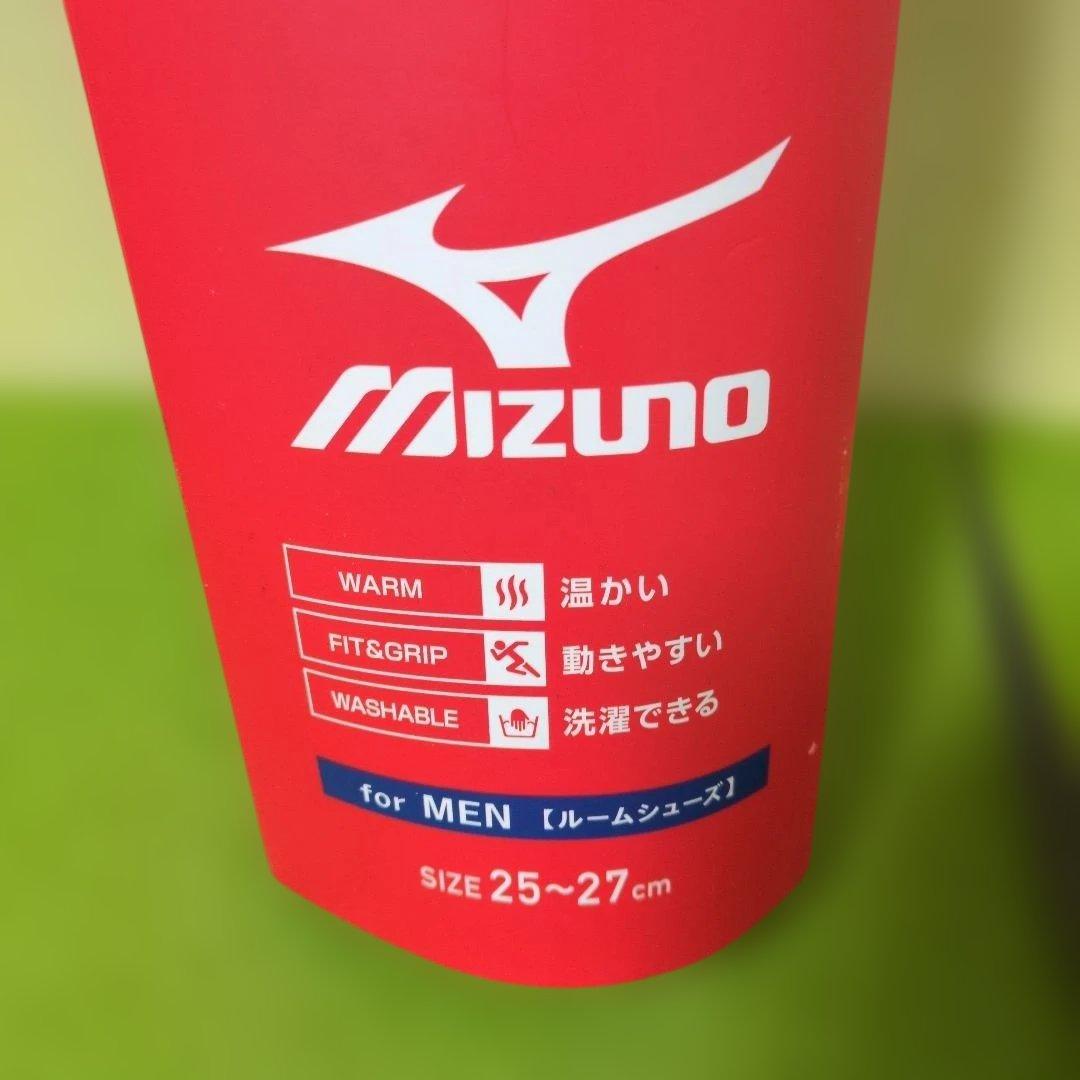 MIZUNO
WARM 温かい
FIT&GRIP 動きやすい
WASHABLE 洗濯できる
for MEN 【ルームシューズ】
SIZE 25～27cm